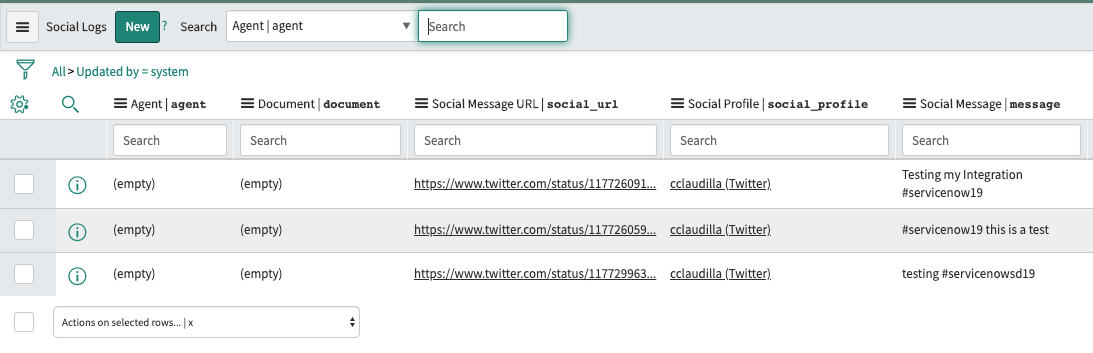 Social Logs New ? Search Agent | agent Search
All > Updated by = system
Agent | agent Document | document Social Message URL | social_url Social Profile | social_profile Social Message | message
Search Search Search Search Search
(empty) (empty) https://www.twitter.com/status/117726091... cclaudilla (Twitter) Testing my Integration
#servicenow19
(empty) (empty) https://www.twitter.com/status/117726059... cclaudilla (Twitter) #servicenow19 this is a test
(empty) (empty) https://www.twitter.com/status/117729963... cclaudilla (Twitter) testing #servicenowsd19
Actions on selected rows... | x